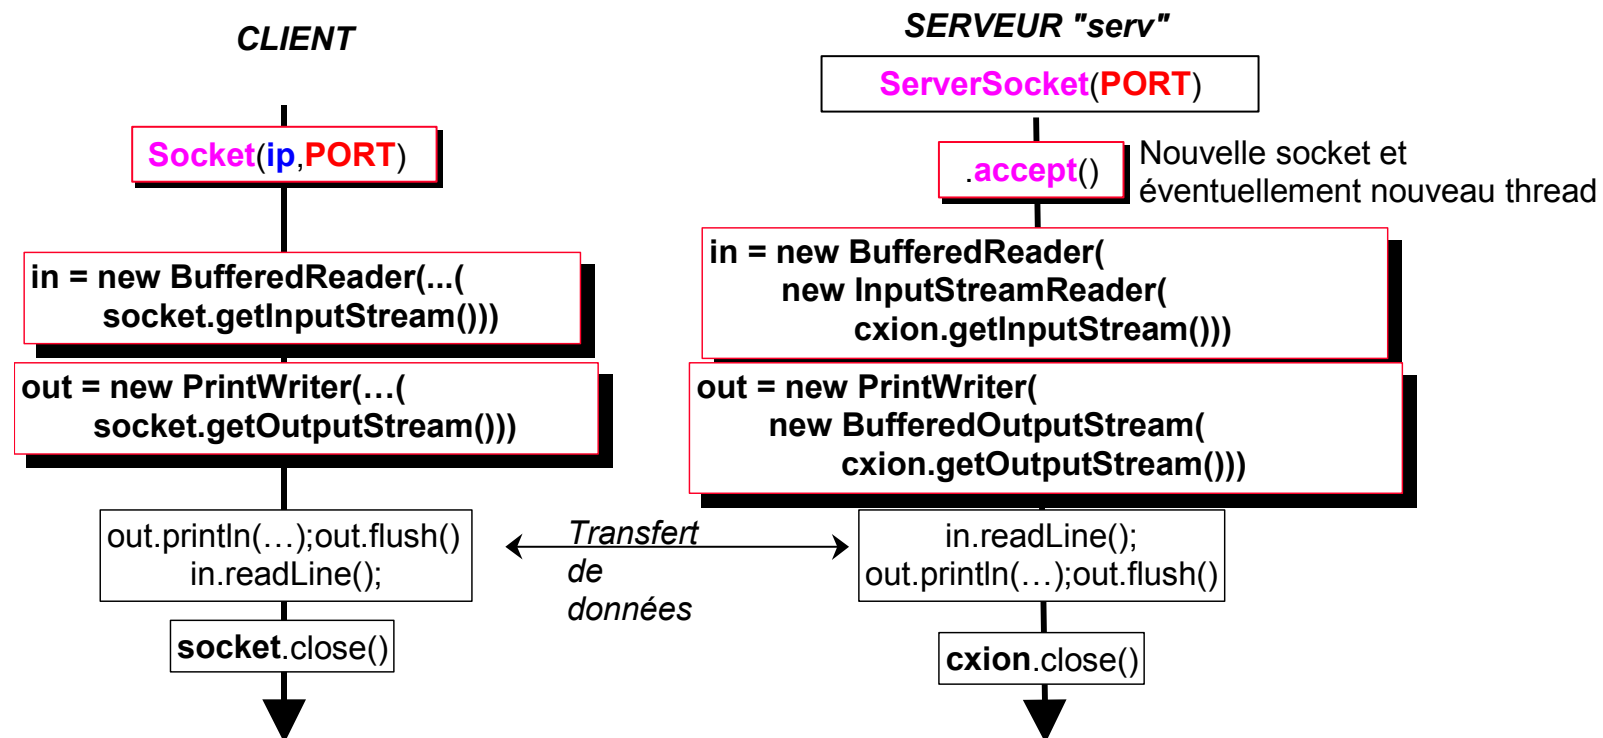 CLIENT
Socket(ip,PORT)
in = new BufferedReader(...(
socket.getInputStream()))
out = new PrintWriter(…(
socket.getOutputStream()))
out.println(…);out.flush()
in.readLine();
socket.close()
Transfert
de
données
SERVEUR "serv"
ServerSocket(PORT)
.accept()
Nouvelle socket et
éventuellement nouveau thread
in = new BufferedReader(
new InputStreamReader(
cxion.getInputStream()))
out = new PrintWriter(
new BufferedOutputStream(
cxion.getOutputStream()))
in.readLine();
out.println(…);out.flush()
cxion.close()